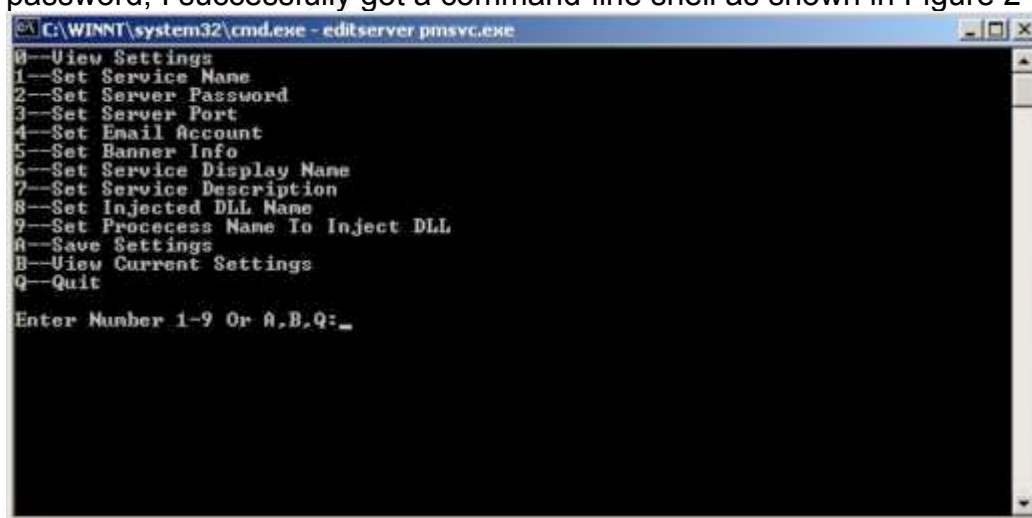 password, I successfully got a command-line shell as shown in Figure 2
C:\WINNT\system32\cmd.exe - editserver pmsvc.exe
0--View Settings
1--Set Service Name
2--Set Server Password
3--Set Server Port
4--Set Email Account
5--Set Banner Info
6--Set Service Display Name
7--Set Service Description
8--Set Injected DLL Name
9--Set Procecess Name To Inject DLL
A--Save Settings
B--View Current Settings
Q--Quit
Enter Number 1-9 Or A,B,Q:_